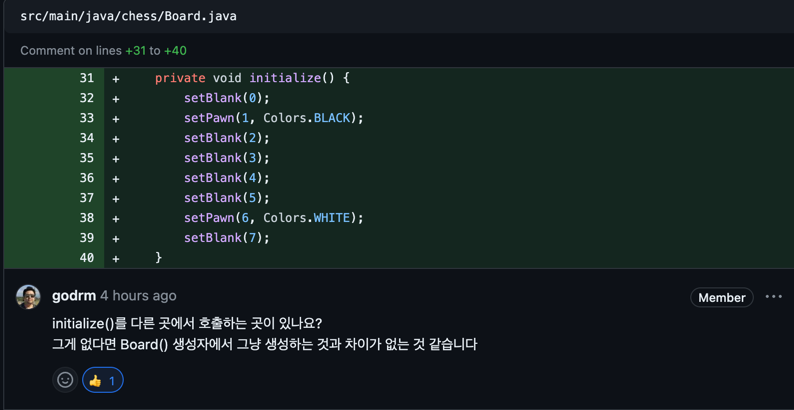 src/main/java/chess/Board.java
Comment on lines +31 to +40
31 + private void initialize() {
32 + setBlank(0);
33 + setPawn(1, Colors.BLACK);
34 + setBlank(2);
35 + setBlank(3);
36 + setBlank(4);
37 + setBlank(5);
38 + setPawn(6, Colors.WHITE);
39 + setBlank(7);
40 + }
godrm 4 hours ago Member ...
initialize()를 다른 곳에서 호출하는 곳이 있나요?
그게 없다면 Board() 생성자에서 그냥 생성하는 것과 차이가 없는 것 같습니다
👍 1